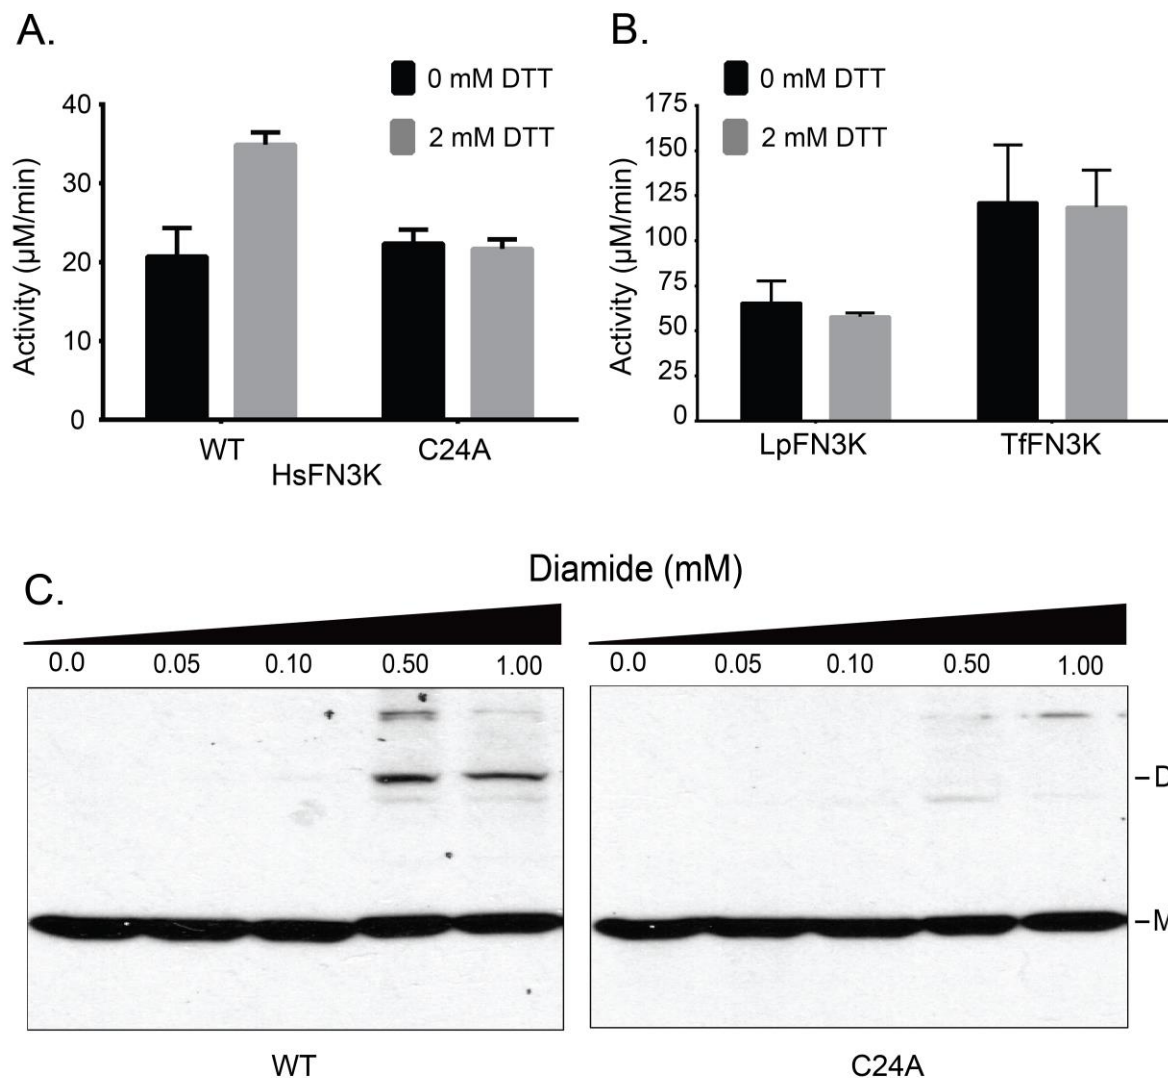 A.
0 mM DTT
2 mM DTT
Activity (µM/min)
40
30
20
10
0
WT
C24A
HsFN3K
B.
0 mM DTT
2 mM DTT
Activity (µM/min)
175
150
125
100
75
50
25
0
LpFN3K
TfFN3K
C.
Diamide (mM)
0.0 0.05 0.10 0.50 1.00
0.0 0.05 0.10 0.50 1.00
D
M
WT
C24A